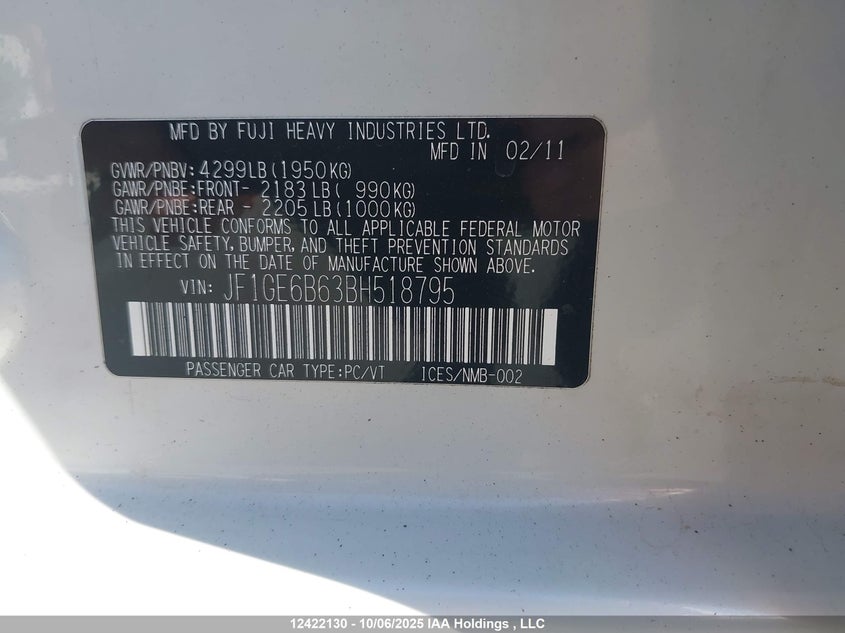 MFD BY FUJI HEAVY INDUSTRIES LTD.
MFD IN 02/11
GVWR/PNBV: 4299LB(1950KG)
GAWR/PNBE:FRONT- 2183LB( 990KG)
GAWR/PNBE:REAR - 2205LB(1000KG)
THIS VEHICLE CONFORMS TO ALL APPLICABLE FEDERAL MOTOR
VEHICLE SAFETY, BUMPER, AND THEFT PREVENTION STANDARDS
IN EFFECT ON THE DATE OF MANUFACTURE SHOWN ABOVE.
VIN: JF1GE6B63BH518795
PASSENGER CAR TYPE:PC/VT ICES/NMB-002
12422130 - 10/06/2025 IAA Holdings , LLC